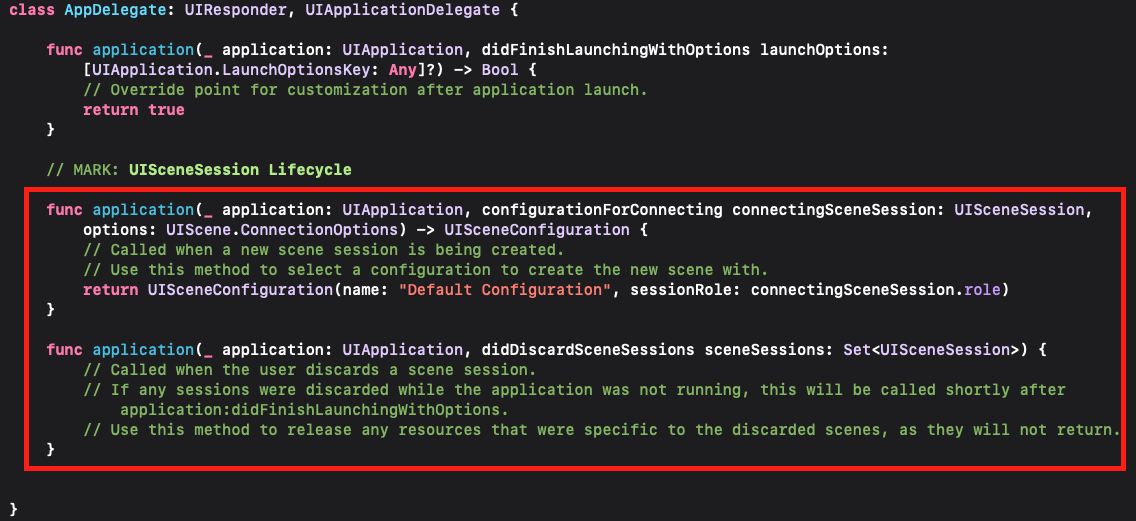 class AppDelegate: UIResponder, UIApplicationDelegate {
func application(_ application: UIApplication, didFinishLaunchingWithOptions launchOptions:
[UIApplication.LaunchOptionsKey: Any]?) -> Bool {
// Override point for customization after application launch.
return true
}
// MARK: UISceneSession Lifecycle
func application(_ application: UIApplication, configurationForConnecting connectingSceneSession: UISceneSession,
options: UIScene.ConnectionOptions) -> UISceneConfiguration {
// Called when a new scene session is being created.
// Use this method to select a configuration to create the new scene with.
return UISceneConfiguration(name: "Default Configuration", sessionRole: connectingSceneSession.role)
}
func application(_ application: UIApplication, didDiscardSceneSessions sceneSessions: Set<UISceneSession>) {
// Called when the user discards a scene session.
// If any sessions were discarded while the application was not running, this will be called shortly after
application:didFinishLaunchingWithOptions.
// Use this method to release any resources that were specific to the discarded scenes, as they will not return.
}
}